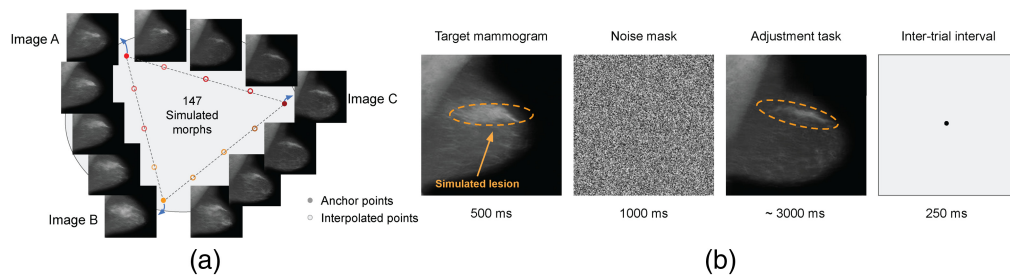 Image A
Image C
147
Simulated
morphs
Image B
Anchor points
Interpolated points
(a)
Target mammogram
Noise mask
Adjustment task
Inter-trial interval
Simulated lesion
500 ms
1000 ms
~ 3000 ms
250 ms
(b)